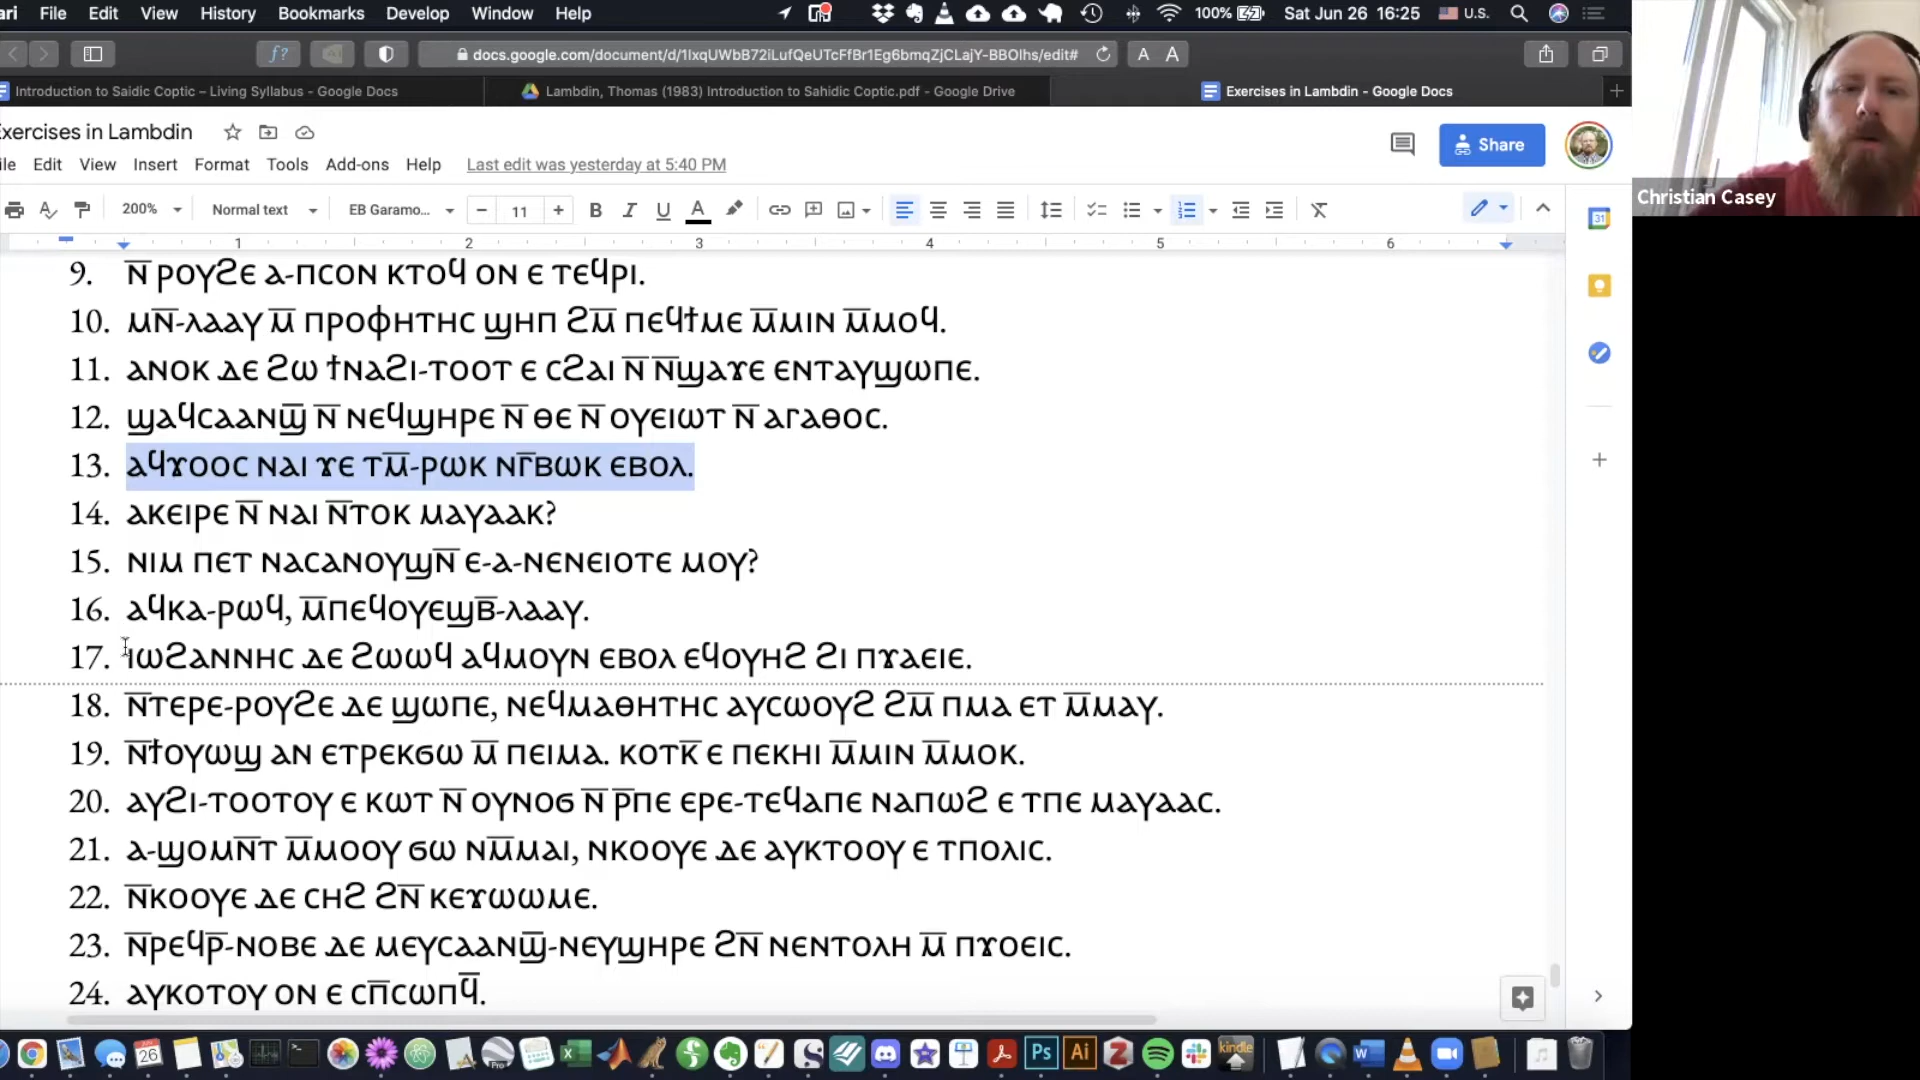 ari File Edit View History Bookmarks Develop Window Help 100% Sat Jun 26 16:25 U.S.
docs.google.com/document/d/1lxqUWbB72iLufQeUTcFfBr1Eg6bmqZjCLajY-BBOlhs/edit#
Introduction to Saidic Coptic – Living Syllabus - Google Docs Lambdin, Thomas (1983) Introduction to Sahidic Coptic.pdf - Google Drive Exercises in Lambdin - Google Docs
Exercises in Lambdin
Share
ile Edit View Insert Format Tools Add-ons Help Last edit was yesterday at 5:40 PM
Christian Casey
200% Normal text EB Garamo... 11
1 2 3 4 5 6
9. ⲛ̅ ⲣⲟⲩϩⲉ ⲁ-ⲡⲥⲟⲛ ⲕⲧⲟϥ ⲟⲛ ⲉ ⲧⲉϥⲣⲓ.
10. ⲙⲛ̅-ⲗⲁⲁⲩ ⲙ̅ ⲡⲣⲟⲫⲏⲧⲏⲥ ϣⲏⲡ ϩⲙ̅ ⲡⲉϥϯⲙⲉ ⲙ̅ⲙⲓⲛ ⲙ̅ⲙⲟϥ.
11. ⲁⲛⲟⲕ ⲇⲉ ϩⲱ ϯⲛⲁϩⲓ-ⲧⲟⲟⲧ ⲉ ⲥϩⲁⲓ ⲛ̅ ⲛ̅ϣⲁϫⲉ ⲉⲛⲧⲁⲩϣⲱⲡⲉ.
12. ϣⲁϥⲥⲁⲁⲛϣ̅ ⲛ̅ ⲛⲉϥϣⲏⲣⲉ ⲛ̅ ⲑⲉ ⲛ̅ ⲟⲩⲉⲓⲱⲧ ⲛ̅ ⲁⲅⲁⲑⲟⲥ.
13. ⲁϥϫⲟⲟⲥ ⲛⲁⲓ ϫⲉ ⲧⲙ̅-ⲣⲱⲕ ⲛⲅ̅ⲃⲱⲕ ⲉⲃⲟⲗ.
14. ⲁⲕⲉⲓⲣⲉ ⲛ̅ ⲛⲁⲓ ⲛ̅ⲧⲟⲕ ⲙⲁⲩⲁⲁⲕ?
15. ⲛⲓⲙ ⲡⲉⲧ ⲛⲁⲥⲁⲛⲟⲩϣⲛ̅ ⲉ-ⲁ-ⲛⲉⲛⲉⲓⲟⲧⲉ ⲙⲟⲩ?
16. ⲁϥⲕⲁ-ⲣⲱϥ, ⲙ̅ⲡⲉϥⲟⲩⲉϣⲃ̅-ⲗⲁⲁⲩ.
17. ⲓⲱϩⲁⲛⲛⲏⲥ ⲇⲉ ϩⲱⲱϥ ⲁϥⲙⲟⲩⲛ ⲉⲃⲟⲗ ⲉϥⲟⲩⲏϩ ϩⲓ ⲡϫⲁⲉⲓⲉ.
18. ⲛ̅ⲧⲉⲣⲉ-ⲣⲟⲩϩⲉ ⲇⲉ ϣⲱⲡⲉ, ⲛⲉϥⲙⲁⲑⲏⲧⲏⲥ ⲁⲩⲥⲱⲟⲩϩ ϩⲙ̅ ⲡⲙⲁ ⲉⲧ ⲙ̅ⲙⲁⲩ.
19. ⲛ̅ϯⲟⲩⲱϣ ⲁⲛ ⲉⲧⲣⲉⲕϭⲱ ⲙ̅ ⲡⲉⲓⲙⲁ. ⲕⲟⲧⲕ̅ ⲉ ⲡⲉⲕⲏⲓ ⲙ̅ⲙⲓⲛ ⲙ̅ⲙⲟⲕ.
20. ⲁⲩϩⲓ-ⲧⲟⲟⲧⲟⲩ ⲉ ⲕⲱⲧ ⲛ̅ ⲟⲩⲛⲟϭ ⲛ̅ ⲣ̅ⲡⲉ ⲉⲣⲉ-ⲧⲉϥⲁⲡⲉ ⲛⲁⲡⲱϩ ⲉ ⲧⲡⲉ ⲙⲁⲩⲁⲁⲥ.
21. ⲁ-ϣⲟⲙⲛ̅ⲧ ⲙ̅ⲙⲟⲟⲩ ϭⲱ ⲛⲙ̅ⲙⲁⲓ, ⲛⲕⲟⲟⲩⲉ ⲇⲉ ⲁⲩⲕⲧⲟⲟⲩ ⲉ ⲧⲡⲟⲗⲓⲥ.
22. ⲛ̅ⲕⲟⲟⲩⲉ ⲇⲉ ⲥⲏϩ ϩⲛ̅ ⲕⲉϫⲱⲱⲙⲉ.
23. ⲛ̅ⲣⲉϥⲣ̅-ⲛⲟⲃⲉ ⲇⲉ ⲙⲉⲩⲥⲁⲁⲛϣ̅-ⲛⲉⲩϣⲏⲣⲉ ϩⲛ̅ ⲛⲉⲛⲧⲟⲗⲏ ⲙ̅ ⲡϫⲟⲉⲓⲥ.
24. ⲁⲩⲕⲟⲧⲟⲩ ⲟⲛ ⲉ ⲥⲡ̅ⲥⲱⲡϥ̅.